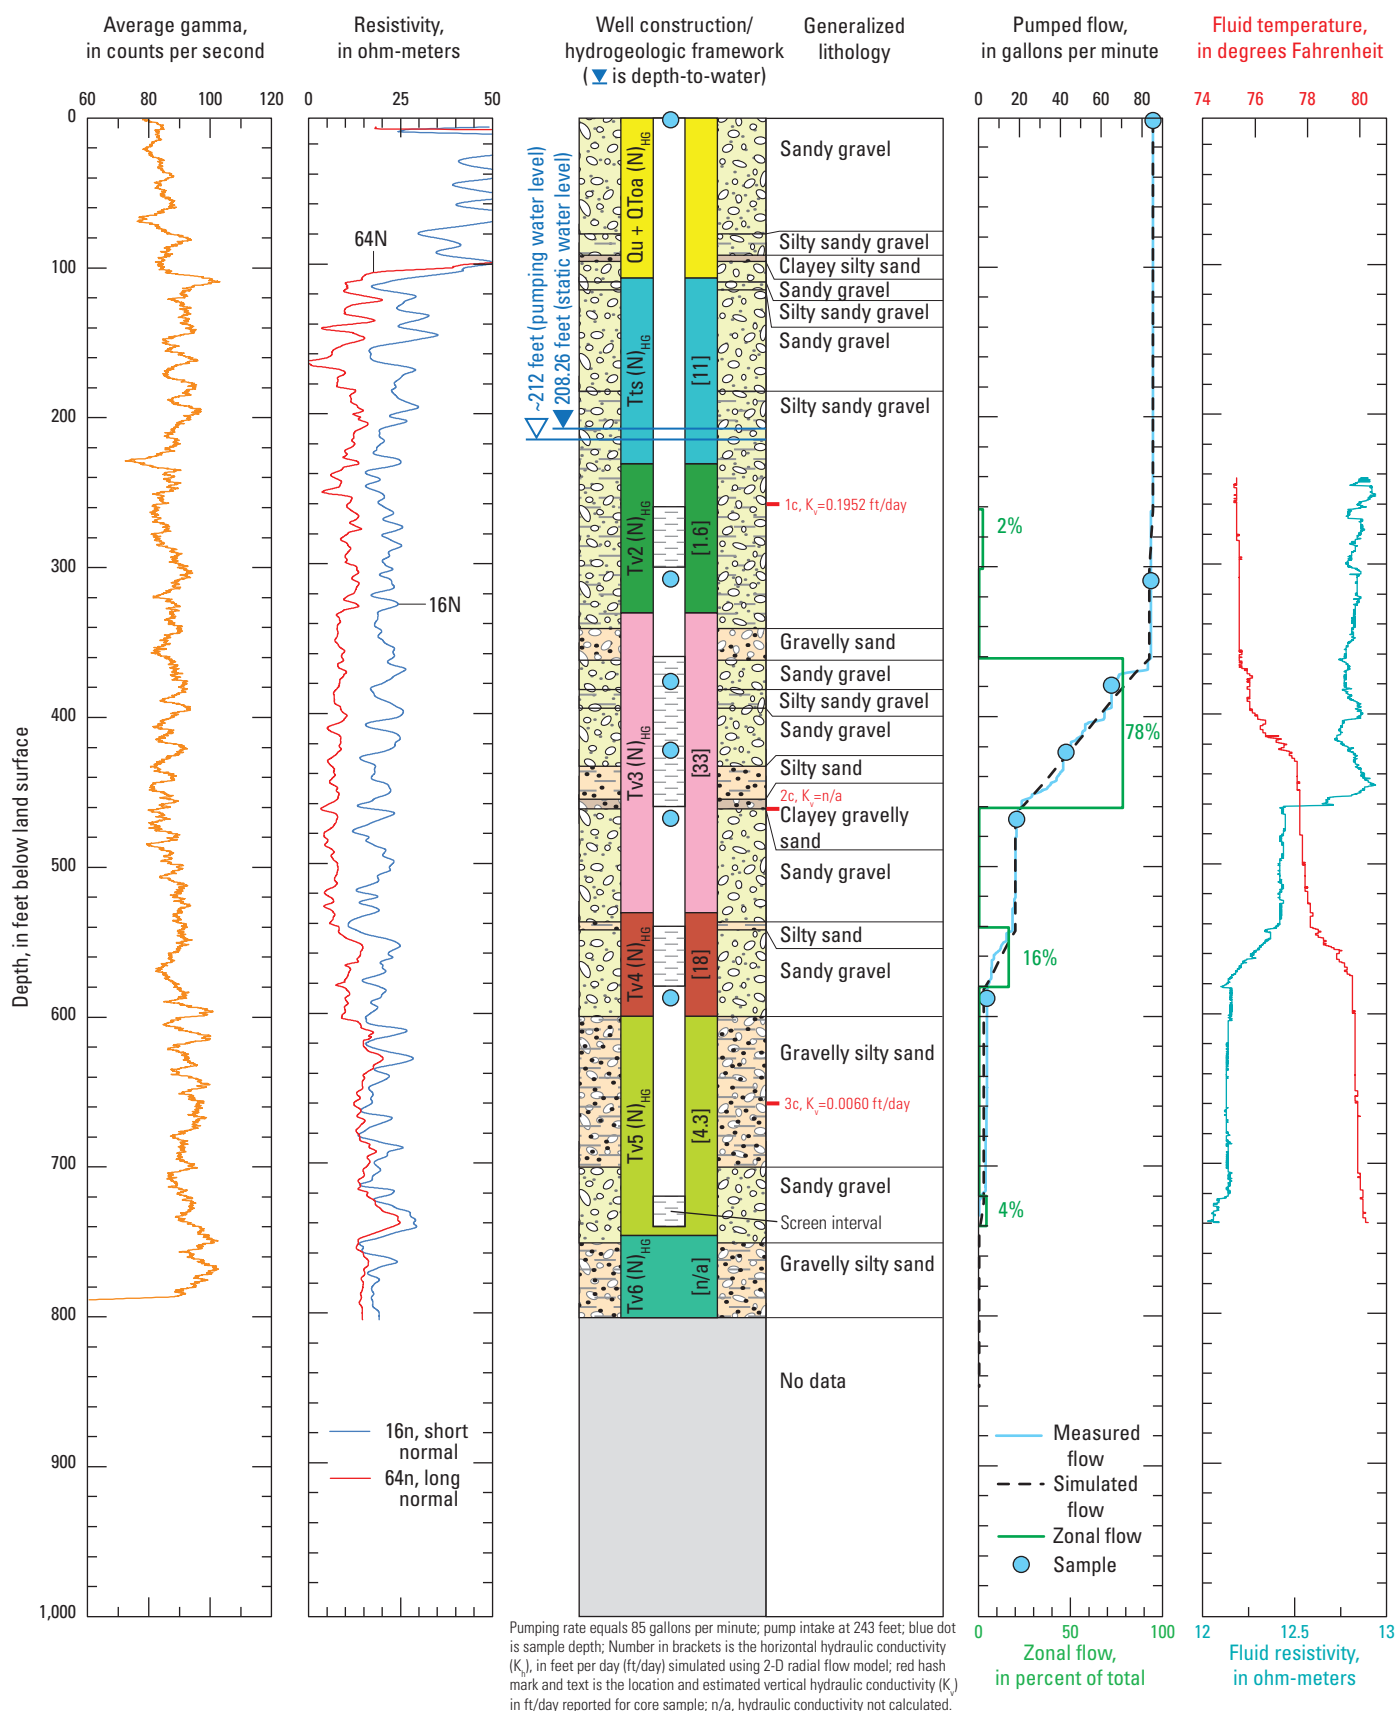 Average gamma,
in counts per second
Resistivity,
in ohm-meters
Well construction/
hydrogeologic framework
( is depth-to-water)
Generalized
lithology
Pumped flow,
in gallons per minute
Fluid temperature,
in degrees Fahrenheit
60 80 100 120
0 25 50
0 20 40 60 80
74 76 78 80
Depth, in feet below land surface
0
100
200
300
400
500
600
700
800
900
1,000
64N
16N
16n, short
normal
64n, long
normal
~212 feet (pumping water level)
208.26 feet (static water level)
Qu + QToa (N)HG
Tts (N)HG
[11]
Tv2 (N)HG
[1.6]
Tv3 (N)HG
[33]
Tv4 (N)HG
[18]
Tv5 (N)HG
[4.3]
Tv6 (N)HG
[n/a]
Sandy gravel
Silty sandy gravel
Clayey silty sand
Sandy gravel
Silty sandy gravel
Sandy gravel
Silty sandy gravel
1c, Kv=0.1952 ft/day
Gravelly sand
Sandy gravel
Silty sandy gravel
Sandy gravel
Silty sand
2c, Kv=n/a
Clayey gravelly
sand
Sandy gravel
Silty sand
Sandy gravel
Gravelly silty sand
3c, Kv=0.0060 ft/day
Sandy gravel
Screen interval
Gravelly silty sand
No data
2%
78%
16%
4%
Measured
flow
Simulated
flow
Zonal flow
Sample
0 50 100
Zonal flow,
in percent of total
12 12.5 13
Fluid resistivity,
in ohm-meters
Pumping rate equals 85 gallons per minute; pump intake at 243 feet; blue dot
is sample depth; Number in brackets is the horizontal hydraulic conductivity
(Kh), in feet per day (ft/day) simulated using 2-D radial flow model; red hash
mark and text is the location and estimated vertical hydraulic conductivity (Kv)
in ft/day reported for core sample; n/a, hydraulic conductivity not calculated.